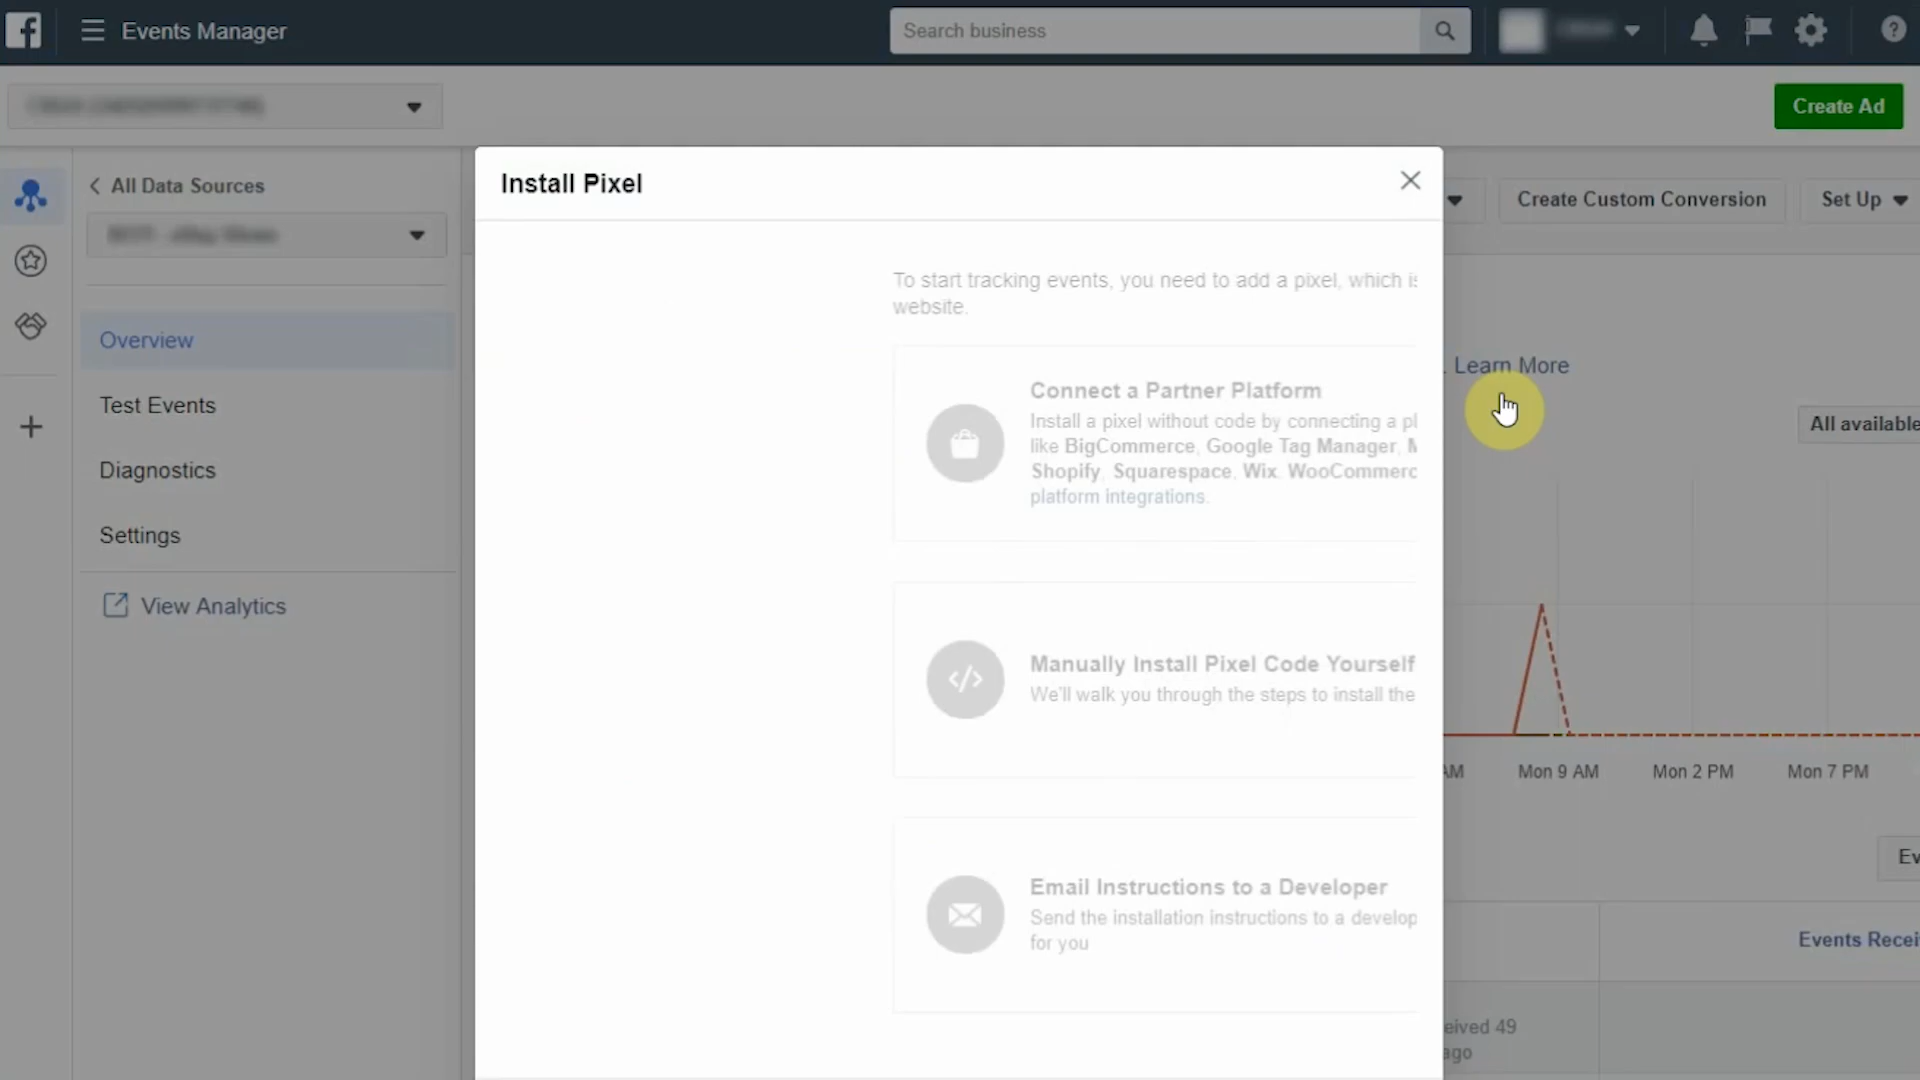 Events Manager
Search business
Create Ad
All Data Sources
Install Pixel
Create Custom Conversion
Set Up
To start tracking events, you need to add a pixel, which is
website.
Overview
Connect a Partner Platform
Learn More
Test Events
Install a pixel without code by connecting a pl
All available
like BigCommerce, Google Tag Manager, M
Diagnostics
Shopify, Squarespace, Wix, WooCommerc
platform integrations.
Settings
View Analytics
Manually Install Pixel Code Yourself
We'll walk you through the steps to install the
AM
Mon 9 AM
Mon 2 PM
Mon 7 PM
Ev
Email Instructions to a Developer
Send the installation instructions to a develop
for you
Events Recei
eived 49
ago